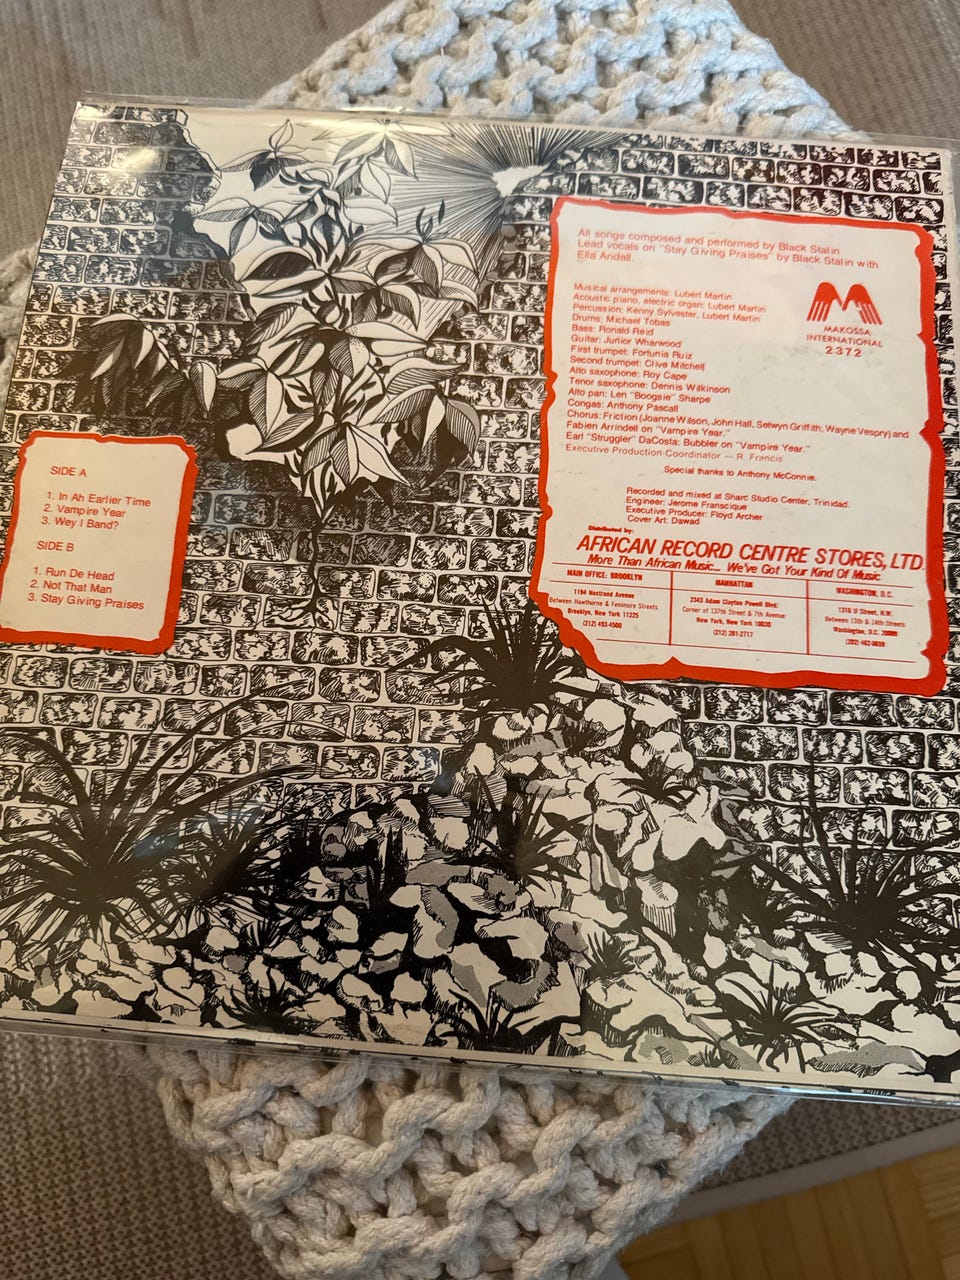 All songs composed and performed by Black Stalin
Lead vocals on "Stay Giving Praises" by Black Stalin with
Ella Andall.
Musical arrangements: Lubert Martin
Acoustic piano, electric organ: Lubert Martin
Percussion: Kenny Sylvester, Lubert Martin
Drums: Michael Tobas
Bass: Ronald Reid
Guitar: Junior Wharwood
First trumpet: Fortunia Ruiz
Second trumpet: Clive Mitchell
Alto saxophone: Roy Cape
Tenor saxophone: Dennis Wilkinson
Alto pan: Len "Boogsie" Sharpe
Congas: Anthony Pascall
Chorus: Friction (Joanne Wilson, John Hall, Selwyn Griffith, Wayne Vespry) and
Fabien Arrindell on "Vampire Year."
Earl "Struggler" DaCosta: Bubbler on "Vampire Year."
Executive Production Coordinator — R. Francis
MAKOSSA
INTERNATIONAL
2372
Special thanks to Anthony McConnie.
Recorded and mixed at Sharc Studio Center, Trinidad.
Engineer: Jerome Franscique
Executive Producer: Floyd Archer
Cover Art: Dawad
Distributed by:
AFRICAN RECORD CENTRE STORES, LTD
More Than African Music... We've Got Your Kind Of Music
MAIN OFFICE: BROOKLYN
1194 Nostrand Avenue
Between Hawthorne & Fenimore Streets
Brooklyn, New York 11225
(212) 493-4500
MANHATTAN
2343 Adam Clayton Powell Blvd.
Corner of 137th Street & 7th Avenue
New York, New York 10030
(212) 281-2717
WASHINGTON, D.C.
1316 U Street, N.W.
Between 13th & 14th Streets
Washington, D.C. 20009
(202)
SIDE A
1. In Ah Earlier Time
2. Vampire Year
3. Wey I Band?
SIDE B
1. Run De Head
2. Not That Man
3. Stay Giving Praises